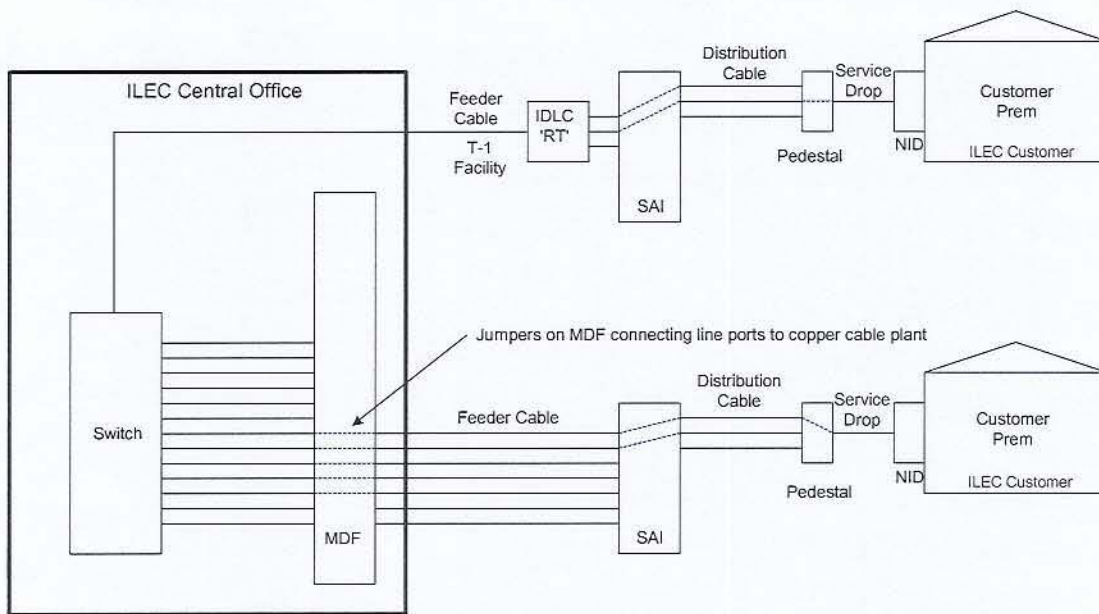 ILEC Central Office
Feeder
Cable
T-1
Facility
IDLC
'RT'
SAI
Distribution
Cable
Pedestal
Service
Drop
NID
Customer
Prem
ILEC Customer
Jumpers on MDF connecting line ports to copper cable plant
Switch
MDF
Feeder Cable
SAI
Distribution
Cable
Pedestal
Service
Drop
NID
Customer
Prem
ILEC Customer